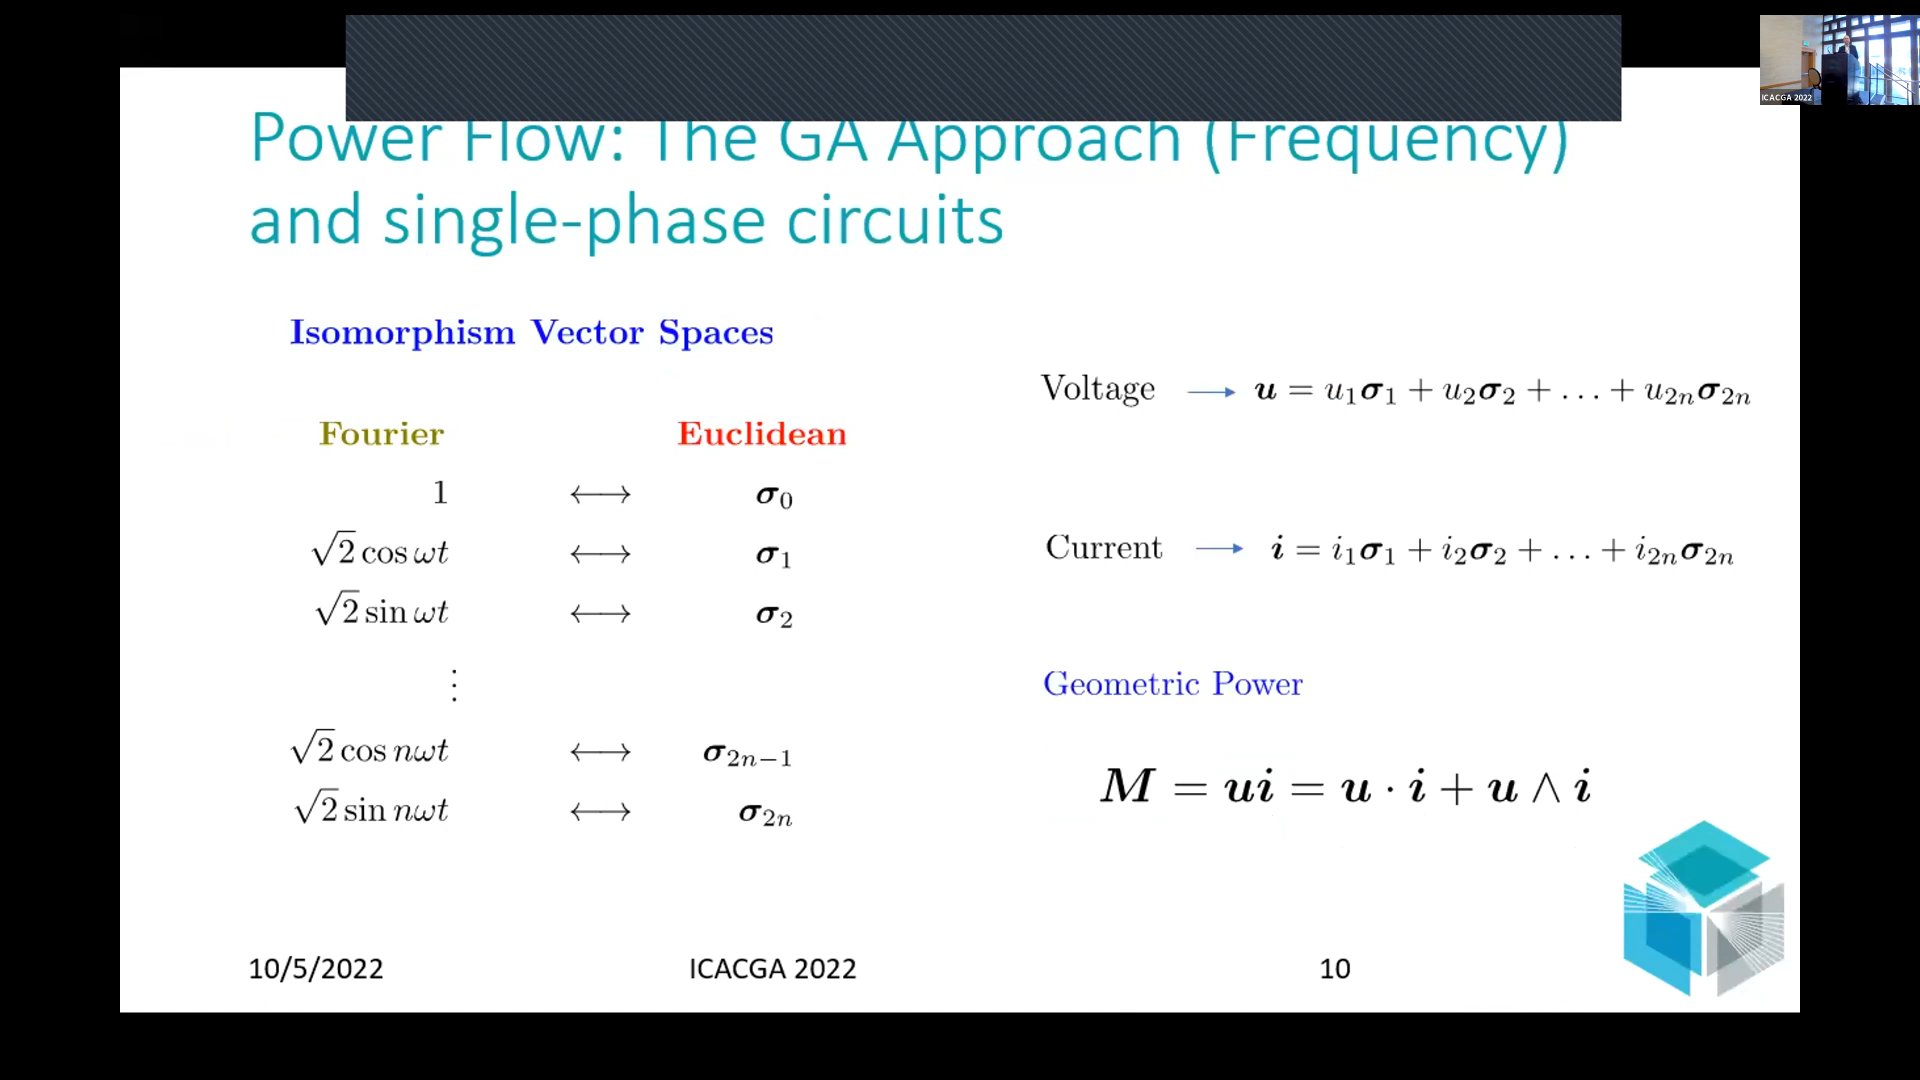 Power Flow: The GA Approach (Frequency)
and single-phase circuits
Isomorphism Vector Spaces
Fourier Euclidean
1 ⟷ σ₀
√2 cos ωt ⟷ σ₁
√2 sin ωt ⟷ σ₂
⋮
√2 cos nωt ⟷ σ₂ₙ₋₁
√2 sin nωt ⟷ σ₂ₙ
Voltage → u = u₁σ₁ + u₂σ₂ + … + u₂ₙσ₂ₙ
Current → i = i₁σ₁ + i₂σ₂ + … + i₂ₙσ₂ₙ
Geometric Power
M = ui = u · i + u ∧ i
10/5/2022 ICACGA 2022 10
ICACGA 2022